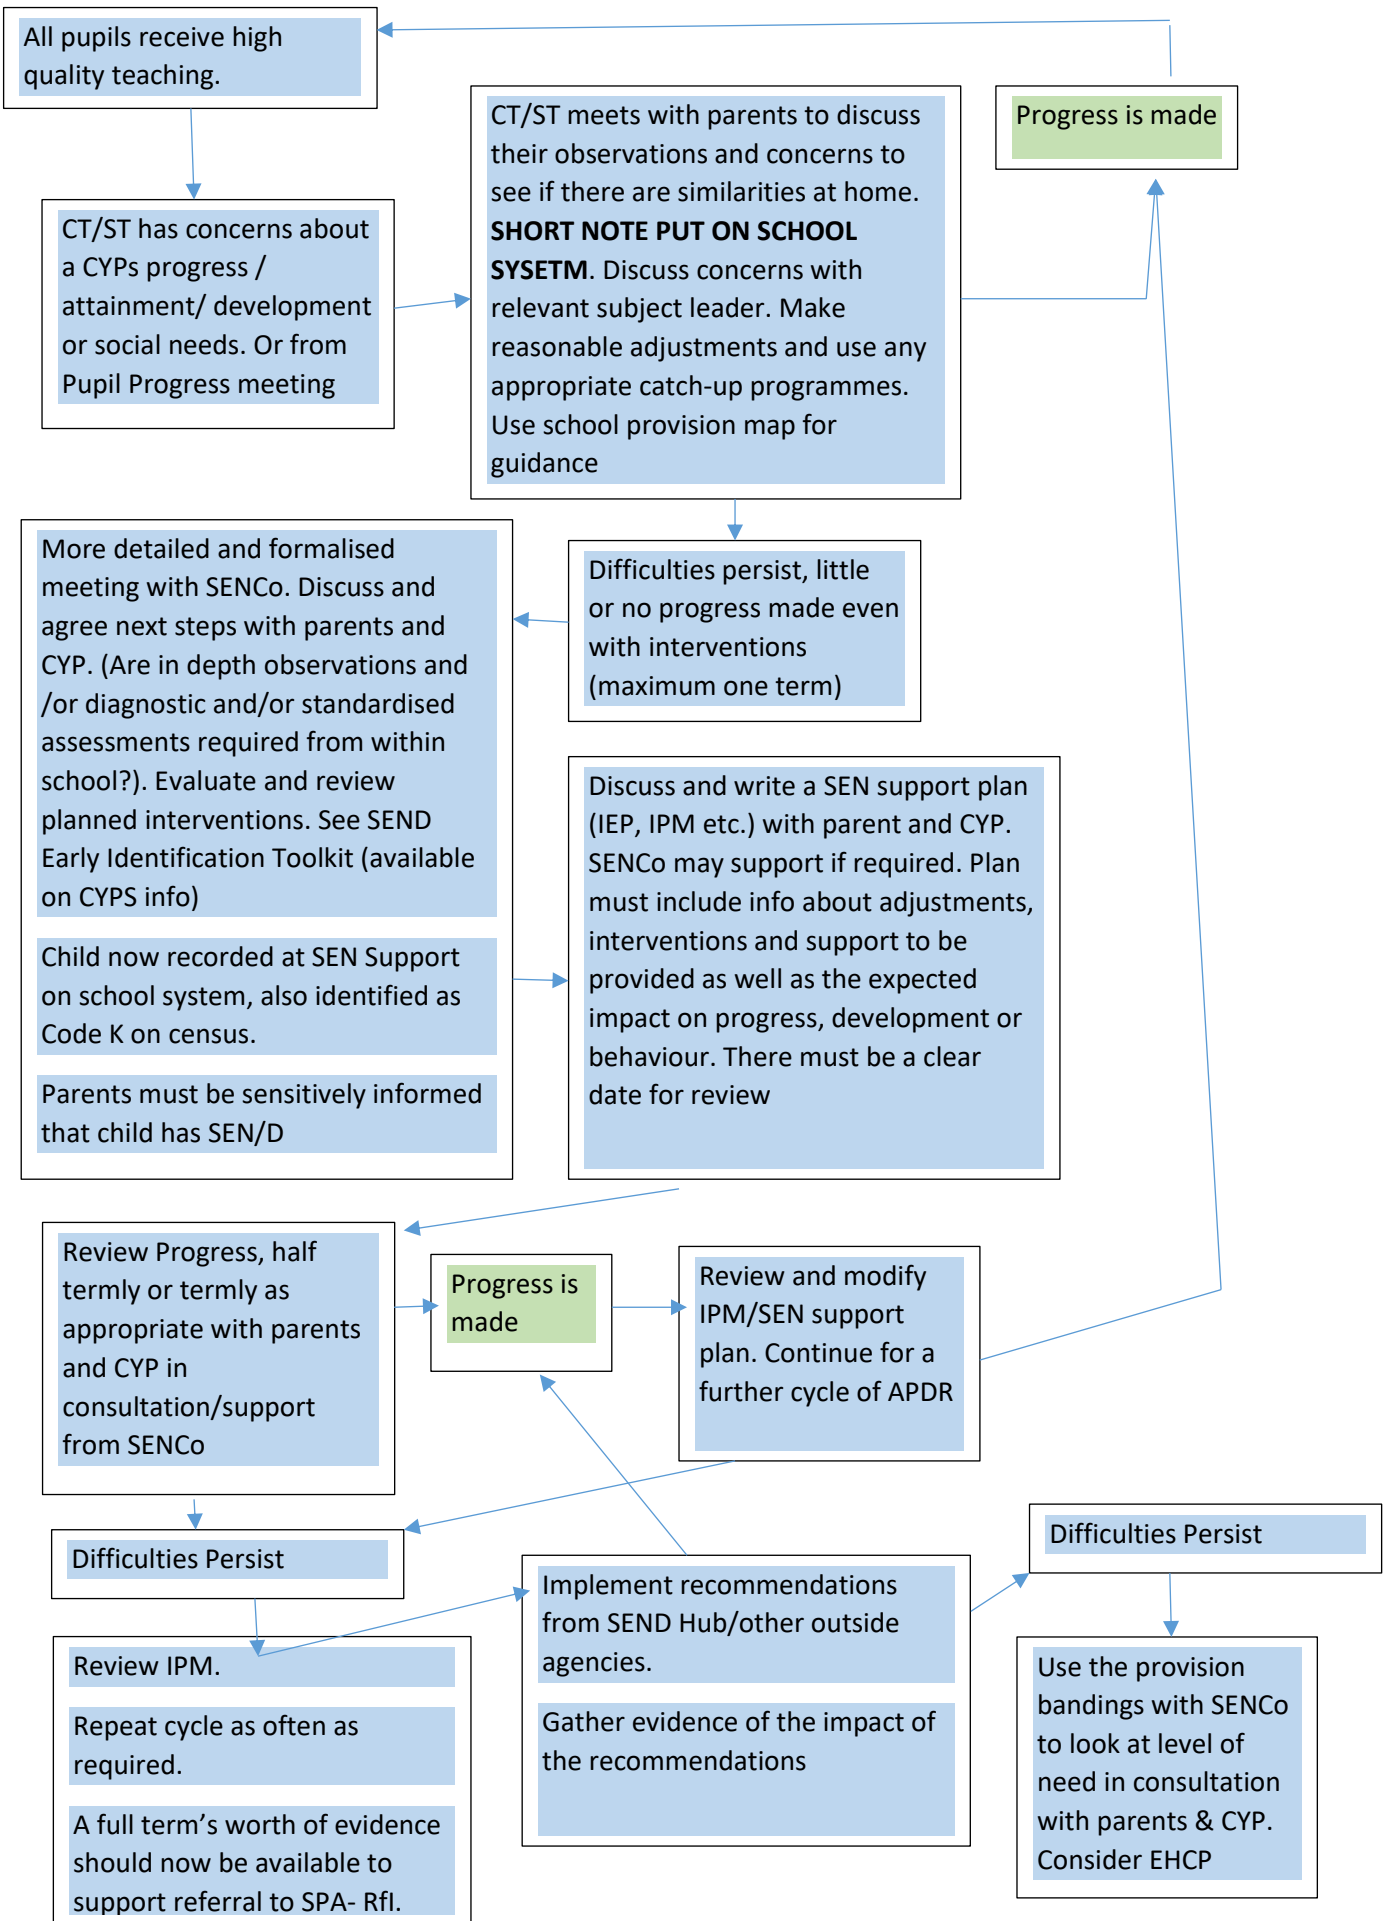 All pupils receive high
quality teaching.
Progress is made
CT/ST meets with parents to discuss
their observations and concerns to
see if there are similarities at home.
SHORT NOTE PUT ON SCHOOL
SYSETM. Discuss concerns with
relevant subject leader. Make
reasonable adjustments and use any
appropriate catch-up programmes.
Use school provision map for
guidance
CT/ST has concerns about
a CYPs progress /
attainment/ development
or social needs. Or from
Pupil Progress meeting
More detailed and formalised
meeting with SENCo. Discuss and
agree next steps with parents and
CYP. (Are in depth observations and
/or diagnostic and/or standardised
assessments required from within
school?). Evaluate and review
planned interventions. See SEND
Early Identification Toolkit (available
on CYPS info)
Child now recorded at SEN Support
on school system, also identified as
Code K on census.
Parents must be sensitively informed
that child has SEN/D
Difficulties persist, little
or no progress made even
with interventions
(maximum one term)
Discuss and write a SEN support plan
(IEP, IPM etc.) with parent and CYP.
SENCo may support if required. Plan
must include info about adjustments,
interventions and support to be
provided as well as the expected
impact on progress, development or
behaviour. There must be a clear
date for review
Review Progress, half
termly or termly as
appropriate with parents
and CYP in
consultation/support
from SENCo
Progress is
made
Review and modify
IPM/SEN support
plan. Continue for a
further cycle of APDR
Difficulties Persist
Review IPM.
Repeat cycle as often as
required.
A full term’s worth of evidence
should now be available to
support referral to SPA- RfI.
Implement recommendations
from SEND Hub/other outside
agencies.
Gather evidence of the impact of
the recommendations
Difficulties Persist
Use the provision
bandings with SENCo
to look at level of
need in consultation
with parents & CYP.
Consider EHCP